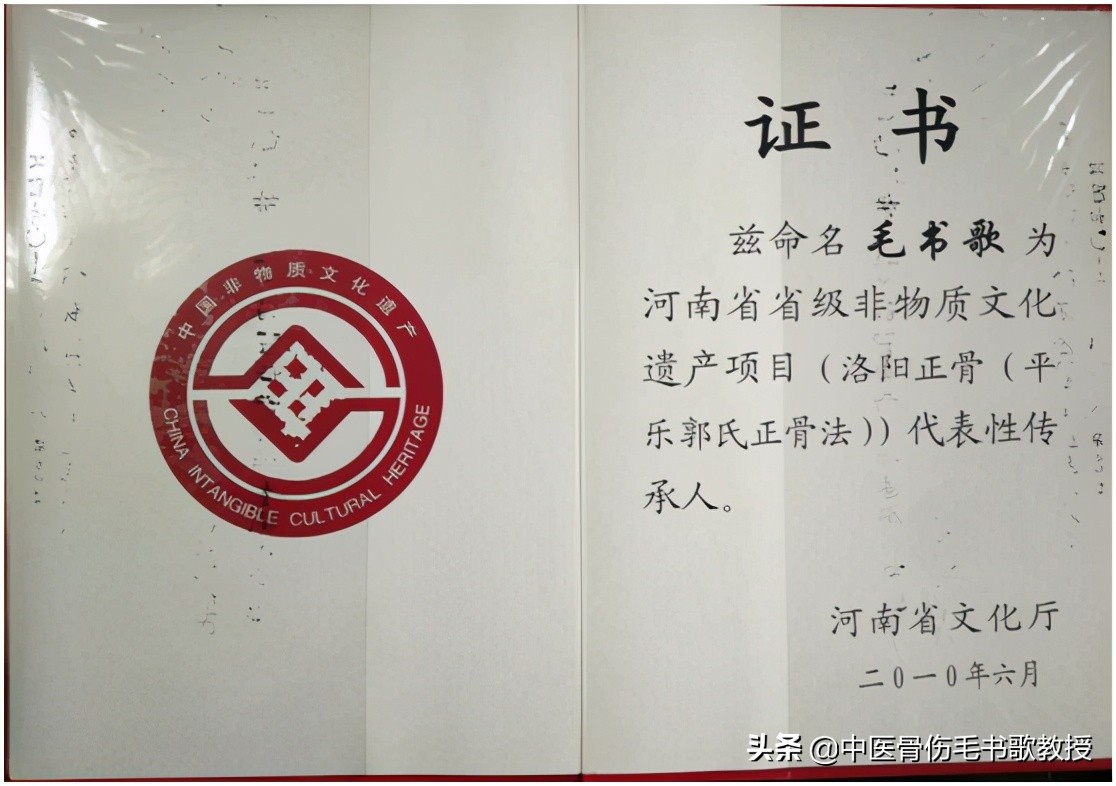 中国非物质文化遗产
CHINA INTANGIBLE CULTURAL HERITAGE
证书
兹命名毛书歌为
河南省省级非物质文化
遗产项目(洛阳正骨(平
乐郭氏正骨法))代表性传
承人。
河南省文化厅
二0一0年六月
头条 @中医骨伤毛书歌教授